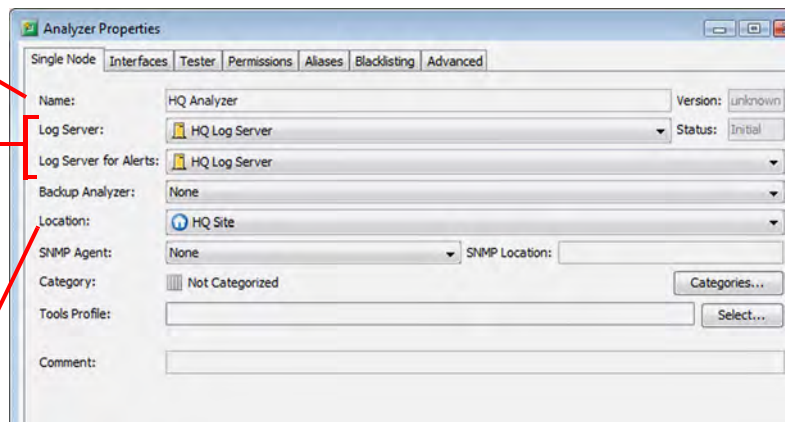 Analyzer Properties
Single Node Interfaces Tester Permissions Aliases Blacklisting Advanced
Name: HQ Analyzer Version: unknown
Log Server: HQ Log Server Status: Initial
Log Server for Alerts: HQ Log Server
Backup Analyzer: None
Location: HQ Site
SNMP Agent: None SNMP Location:
Category: Not Categorized Categories...
Tools Profile: Select...
Comment: